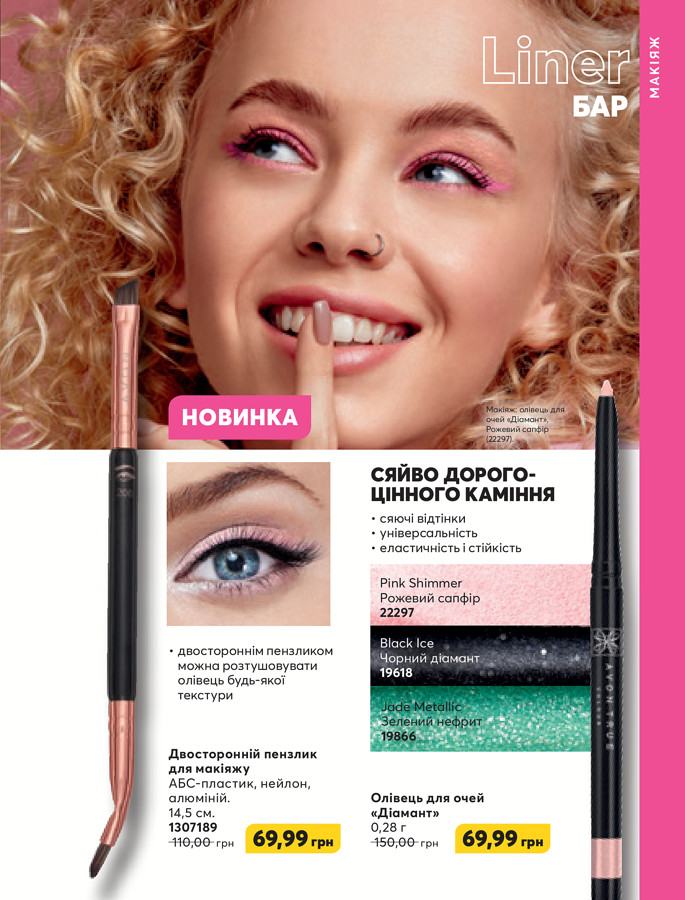 Liner
БАР
МАКІЯЖ
НОВИНКА
Макіяж: олівець для
очей «Діамант»,
Рожевий сапфір
(22297).
СЯЙВО ДОРОГО-
ЦІННОГО КАМІННЯ
• сяючі відтінки
• універсальність
• еластичність і стійкість
Pink Shimmer
Рожевий сапфір
22297
Black Ice
Чорний діамант
19618
Jade Metallic
Зелений нефрит
19866
• двостороннім пензликом
можна розтушовувати
олівець будь-якої
текстури
Двосторонній пензлик
для макіяжу
АБС-пластик, нейлон,
алюміній.
14,5 см.
1307189
110,00 грн
69,99 грн
Олівець для очей
«Діамант»
0,28 г
150,00 грн
69,99 грн
AVON
AVON TRUE